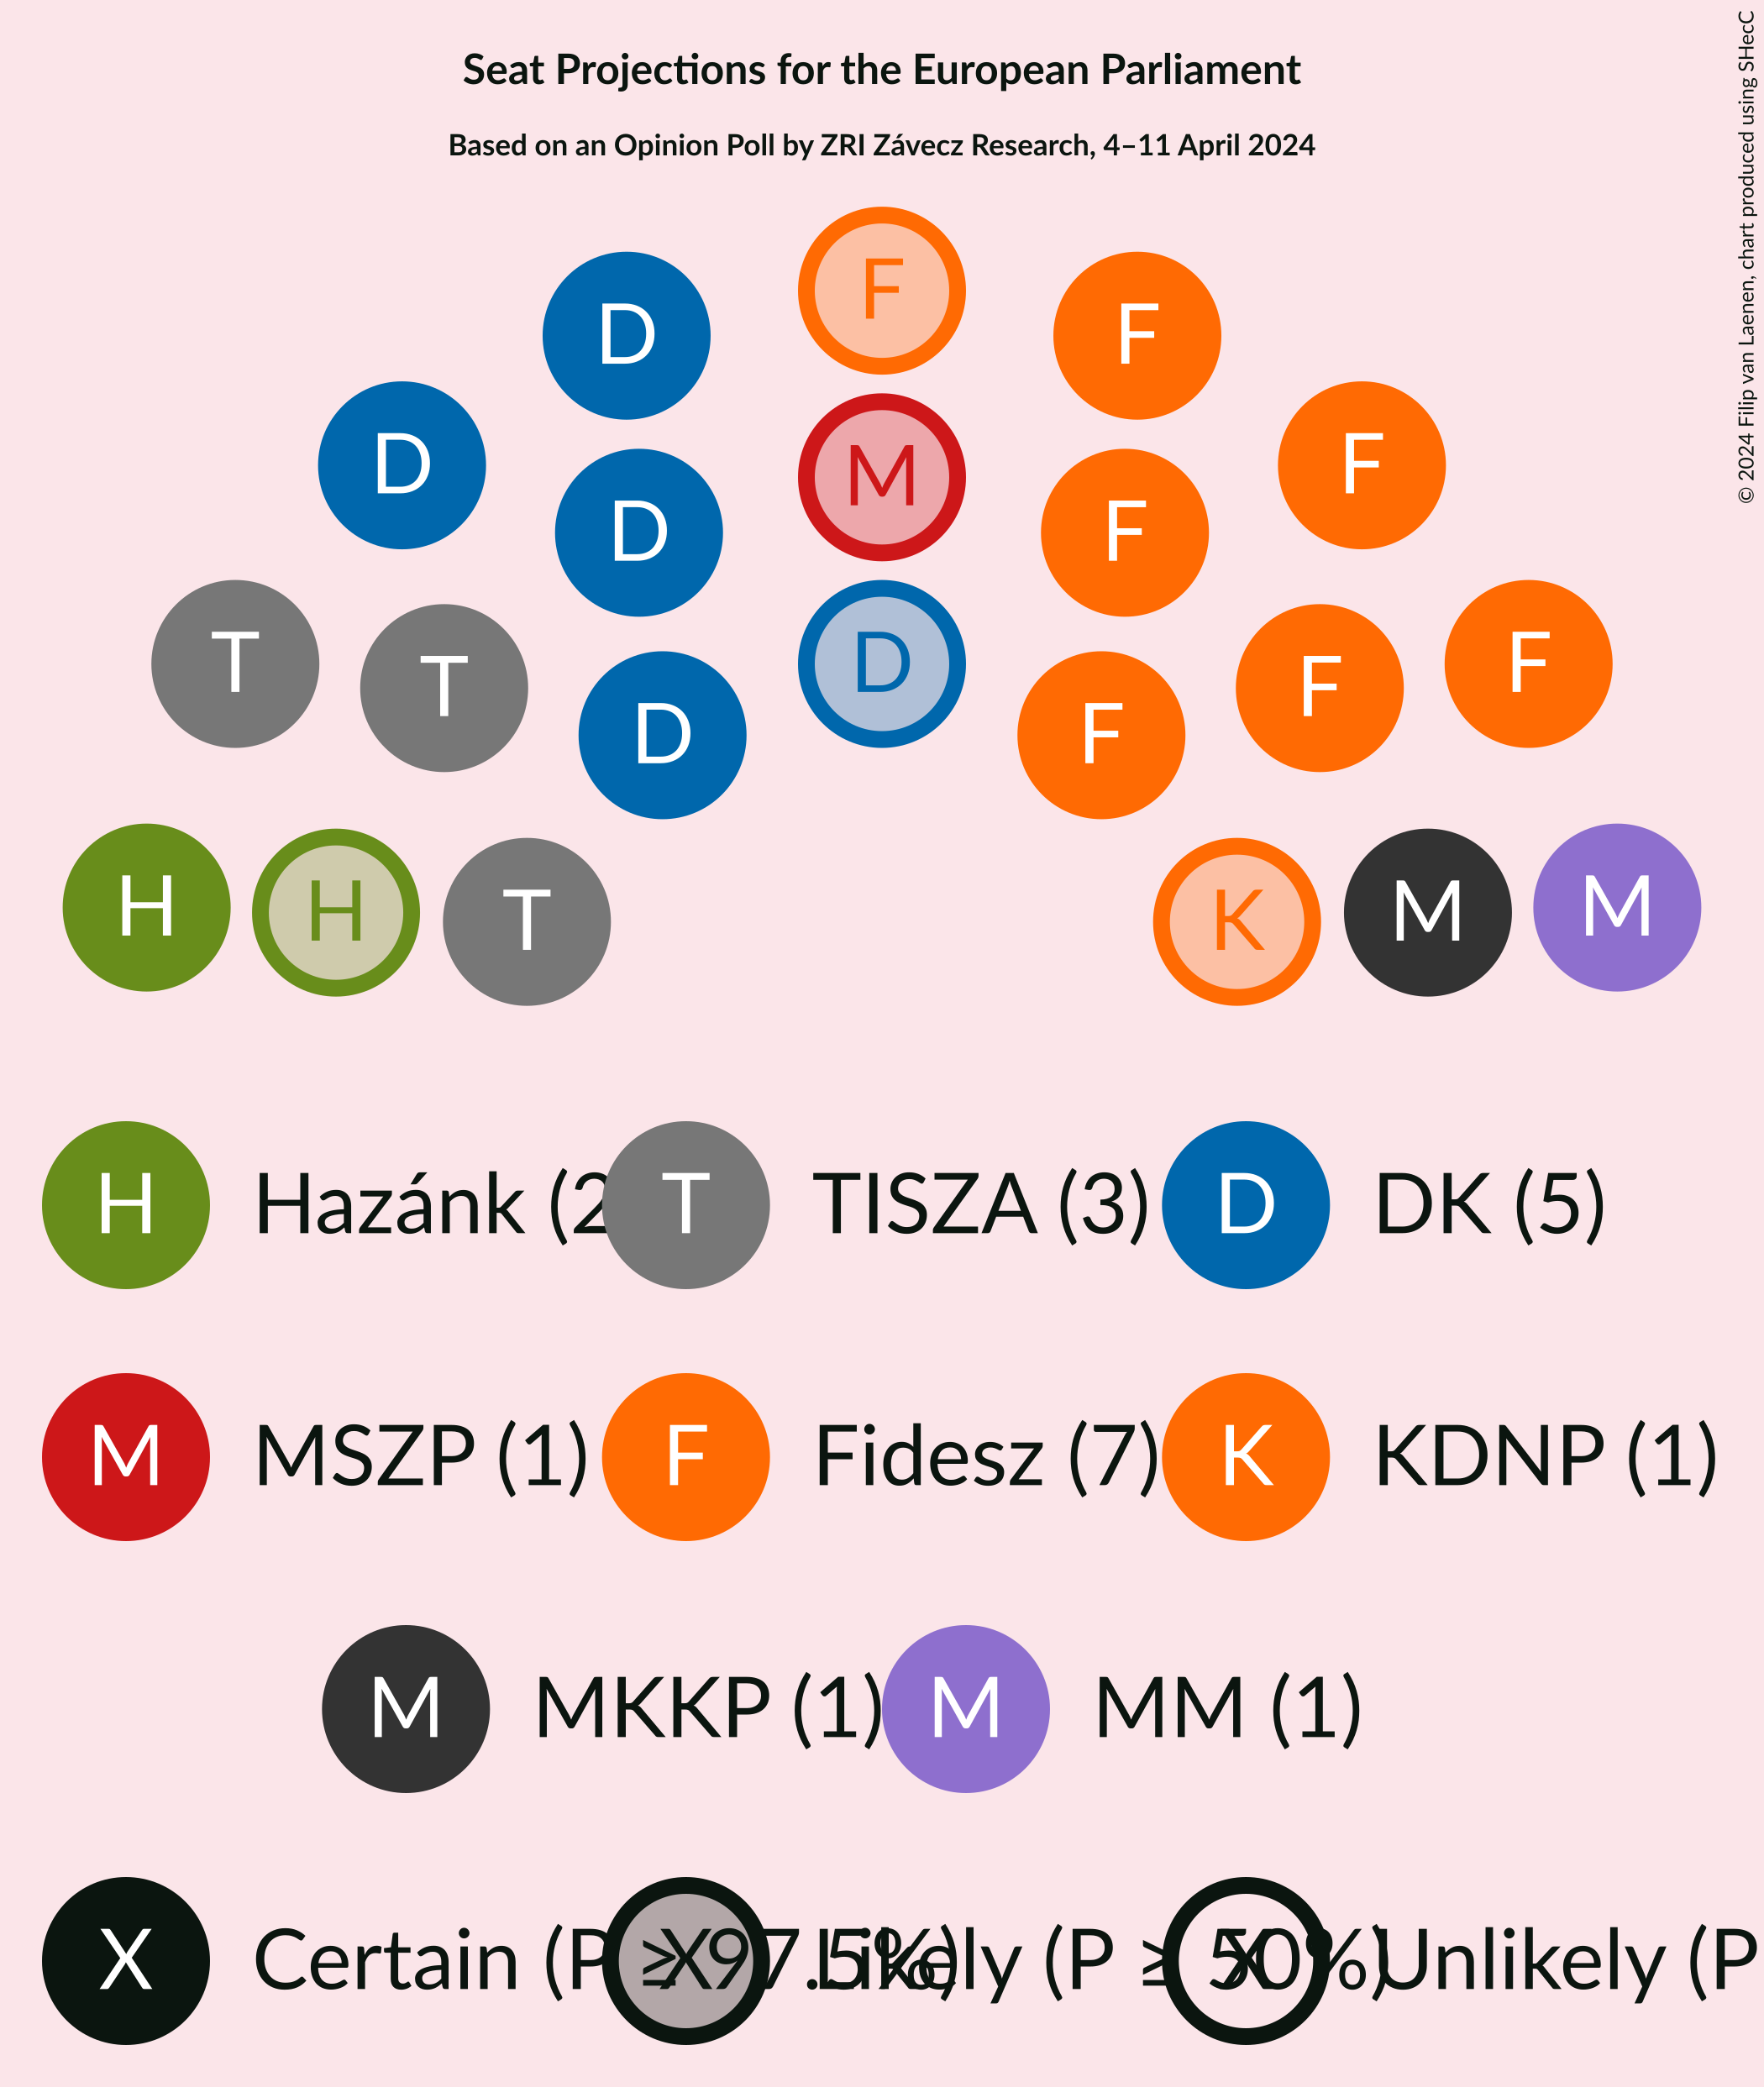 Seat Projections for the European Parliament
Based on an Opinion Poll by ZRI Závecz Research, 4–11 April 2024
© 2024 Filip van Laenen, chart produced using SHecC
F
D F
D M F
D F
T D F
T D F F
H H T K M M
H Hazánk (2 T TISZA (3) D DK (5)
M MSZP (1) F Fidesz (7) K KDNP (1)
M MKKP (1) M MM (1)
X Certain (P ≥ 97.5%) X Likely (P ≥ 50%) X Unlikely (P